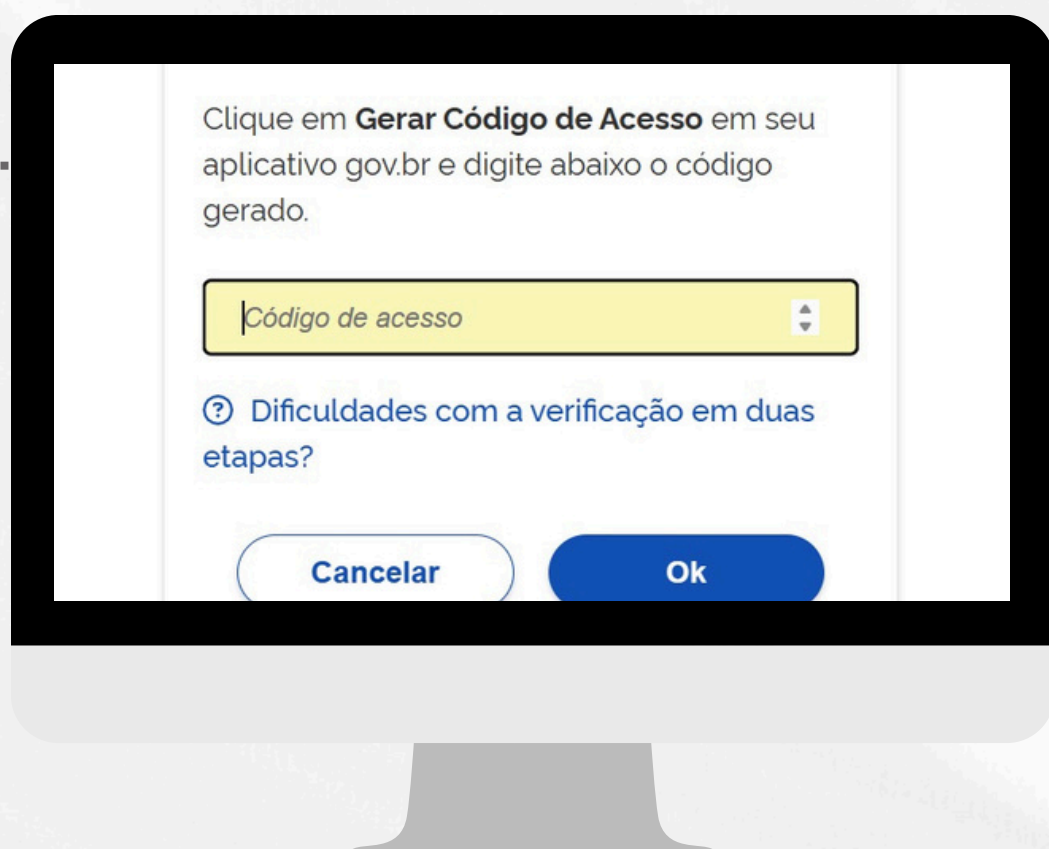 Clique em Gerar Código de Acesso em seu
aplicativo gov.br e digite abaixo o código
gerado.
Código de acesso
Dificuldades com a verificação em duas
etapas?
Cancelar
Ok